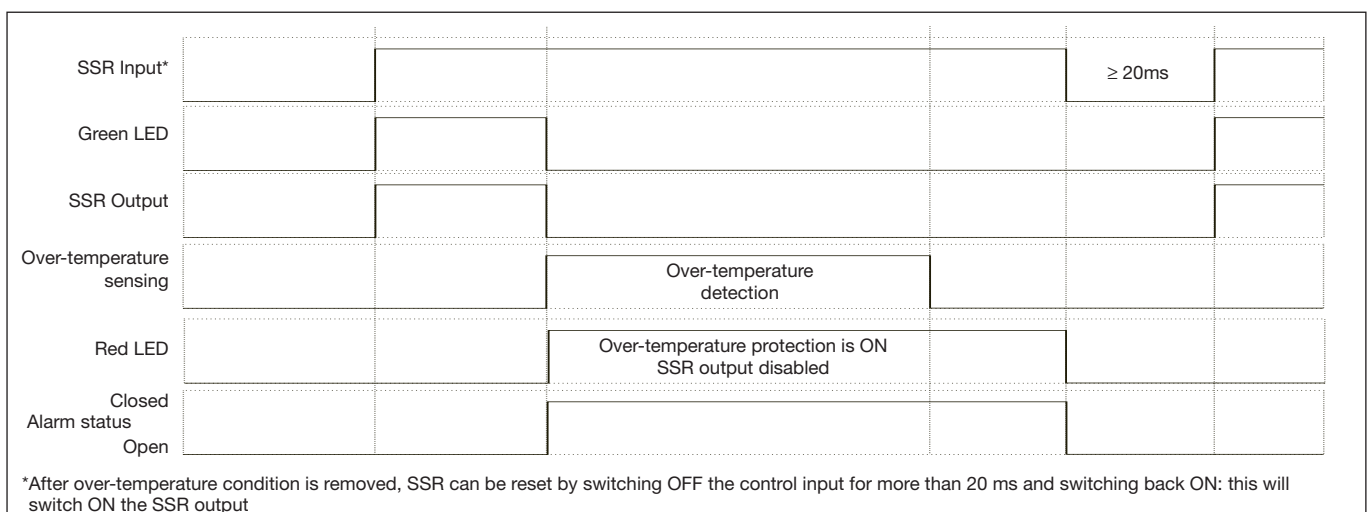 SSR Input*
≥ 20ms
Green LED
SSR Output
Over-temperature
sensing
Over-temperature
detection
Red LED
Over-temperature protection is ON
SSR output disabled
Closed
Alarm status
Open
*After over-temperature condition is removed, SSR can be reset by switching OFF the control input for more than 20 ms and switching back ON: this will
switch ON the SSR output